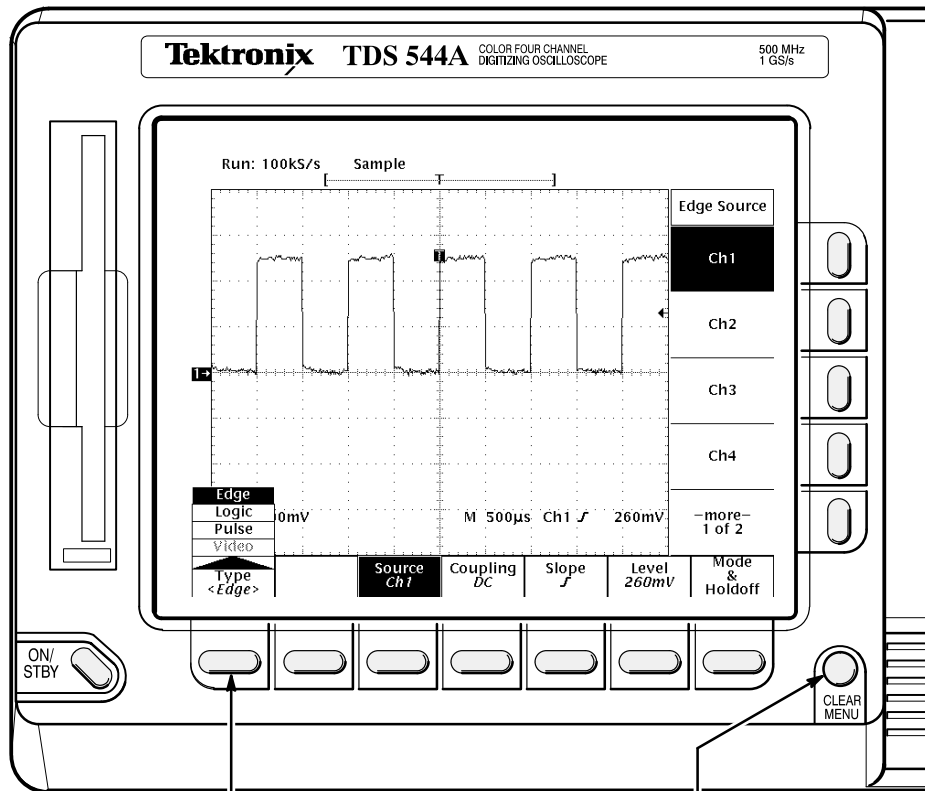 Tektronix TDS 544A COLOR FOUR CHANNEL DIGITIZING OSCILLOSCOPE 500 MHz 1 GS/s
Run: 100kS/s Sample
[ T ]
Edge Source
Ch1
Ch2
Ch3
Ch4
–more–
1 of 2
T
1→
Edge
Logic
Pulse
Video
0mV M 500µs Ch1 260mV
Type
<Edge>
Source
Ch1
Coupling
DC
Slope
Level
260mV
Mode
&
Holdoff
ON/
STBY
CLEAR
MENU